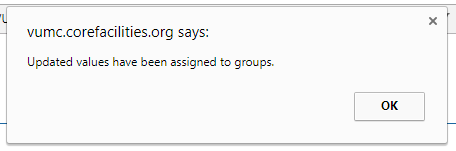 vumc.corefacilities.org says:
Updated values have been assigned to groups.
OK